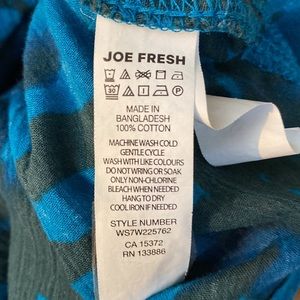 JOE FRESH
30
P
MADE IN
BANGLADESH
100% COTTON
MACHINE WASH COLD
GENTLE CYCLE
WASH WITH LIKE COLOURS
DO NOT WRING OR SOAK
ONLY NON-CHLORINE
BLEACH WHEN NEEDED
HANG TO DRY
COOL IRON IF NEEDED
STYLE NUMBER
WS7W225762
CA 15372
RN 133886